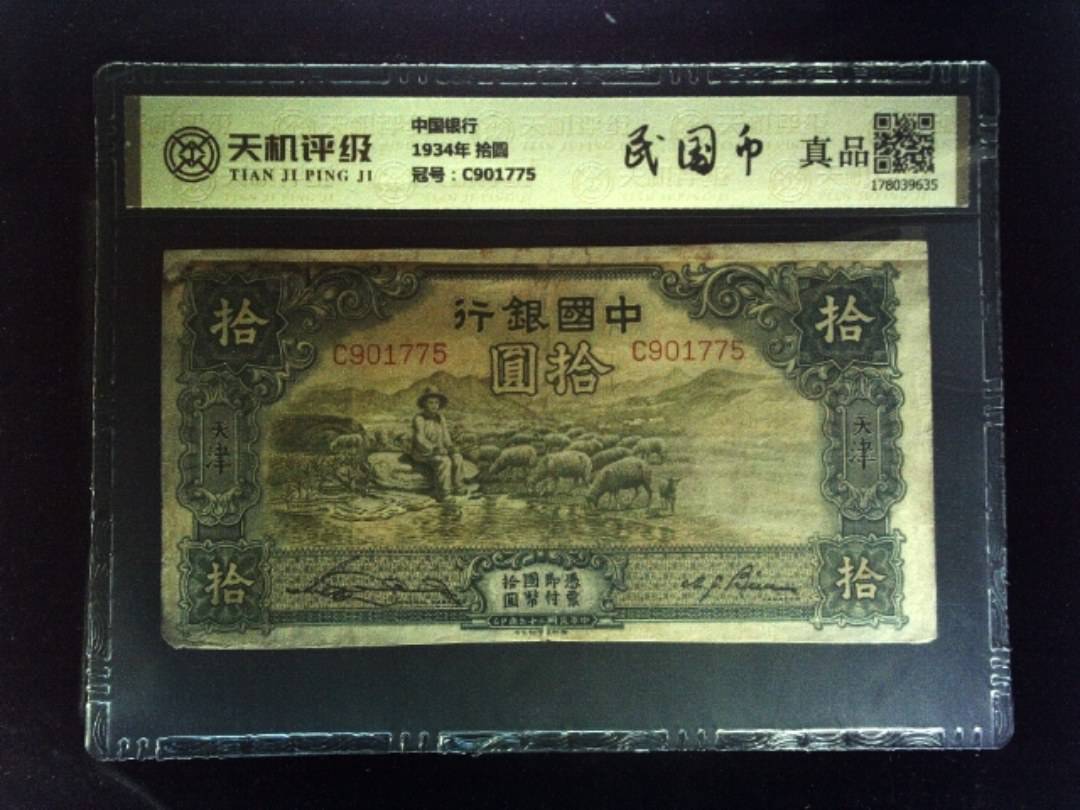 天机评级
TIAN JI PING JI
中国银行
1934年 拾圆
冠号：C901775
民国币
真品
178039635
行銀國中
拾
拾
C901775
圓拾
C901775
天津
天津
拾
拾
憑票
即付
國幣
拾圓